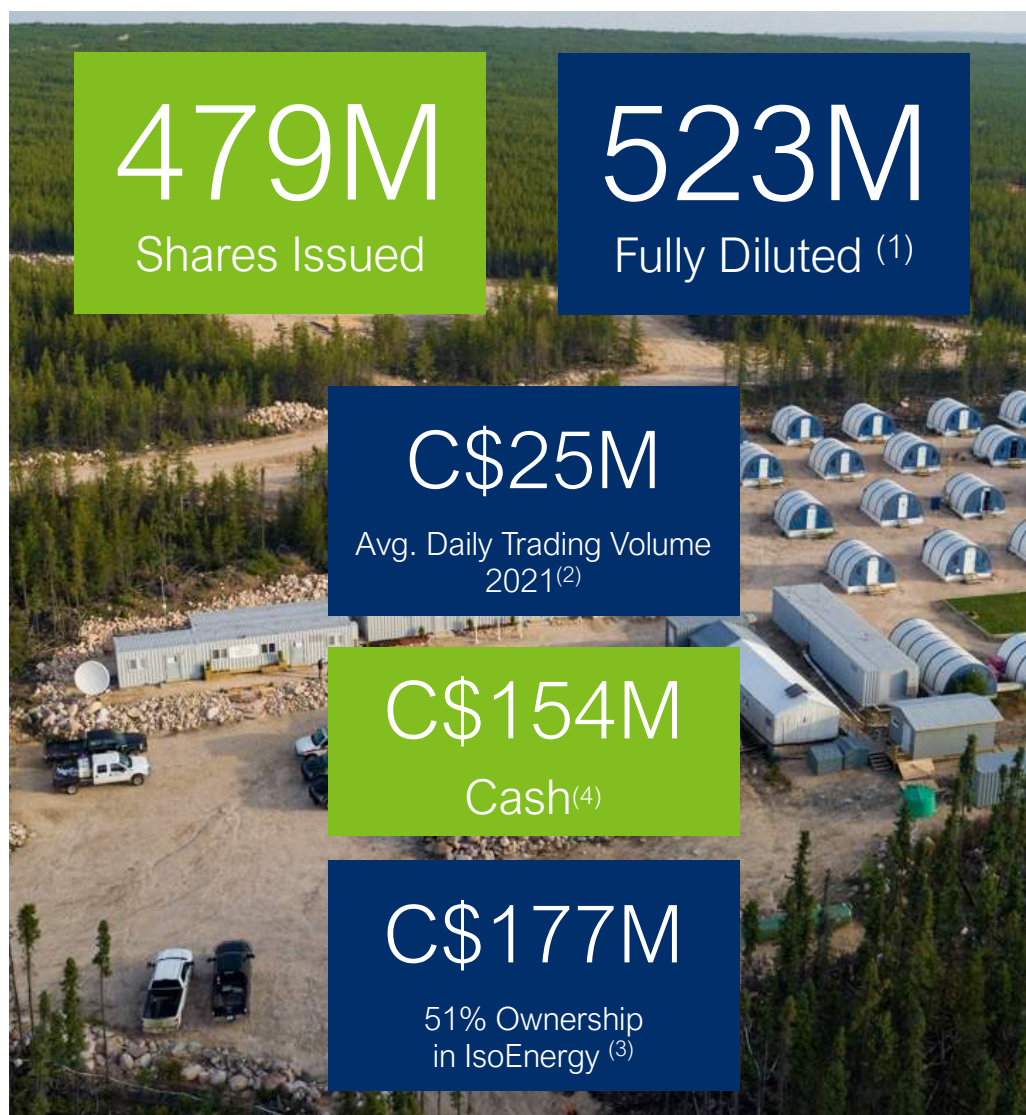 479M
Shares Issued
523M
Fully Diluted (1)
C$25M
Avg. Daily Trading Volume
2021(2)
C$154M
Cash(4)
C$177M
51% Ownership
in IsoEnergy (3)